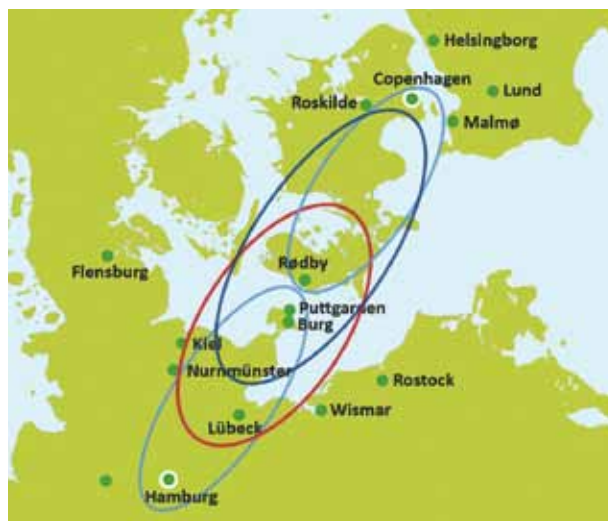 Helsingborg
Copenhagen
Lund
Roskilde
Malmø
Flensburg
Rødby
Puttgarden
Burg
Kiel
Nurnmünster
Rostock
Wismar
Lübeck
Hamburg